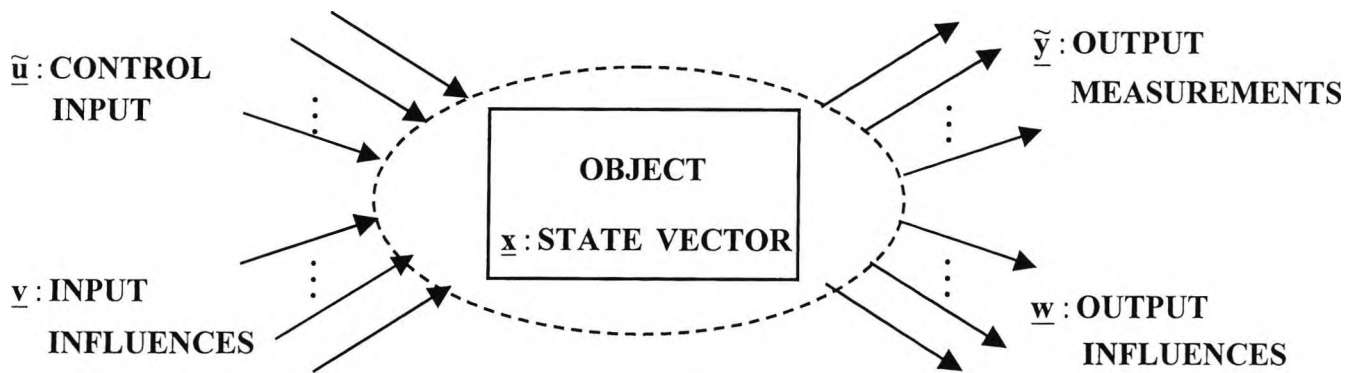 ũ : CONTROL
INPUT
OBJECT
x : STATE VECTOR
v : INPUT
INFLUENCES
ỹ : OUTPUT
MEASUREMENTS
w : OUTPUT
INFLUENCES